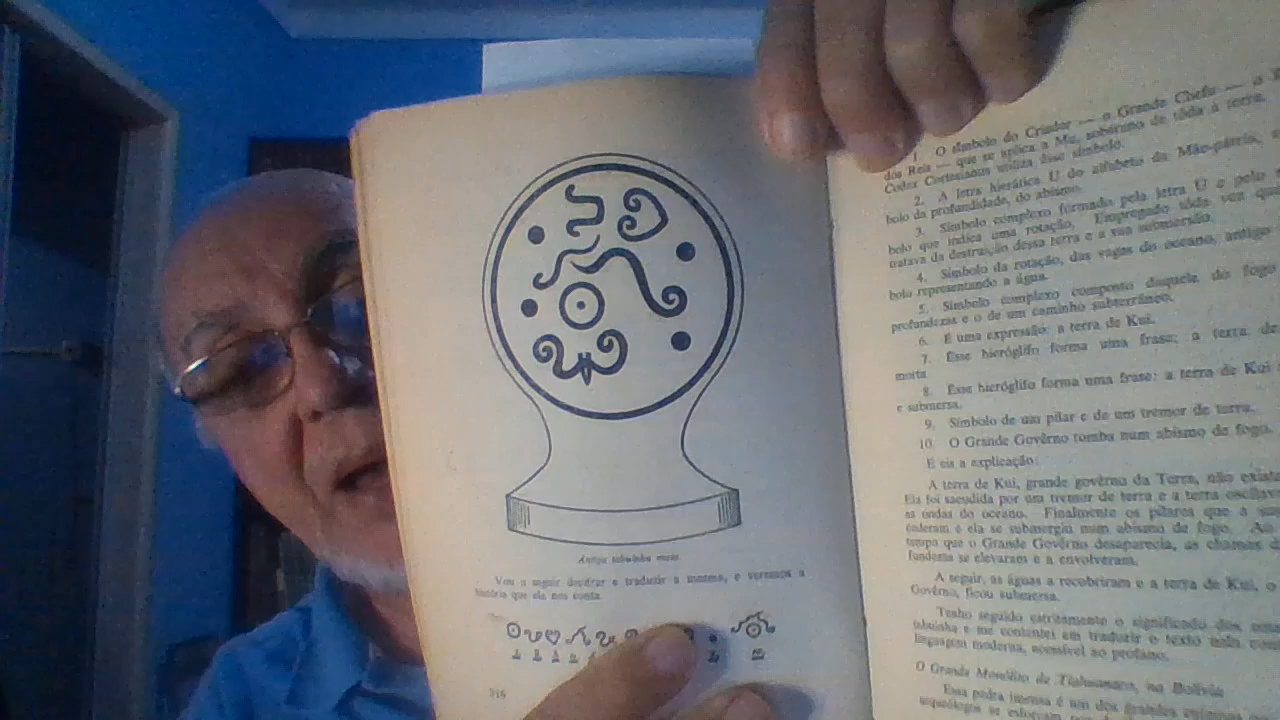 Antiga tabuinha maia.
Vou a seguir decifrar e traduzir a mesma, e veremos a
história que ela nos conta.
316
1. O símbolo do Criador — o Grande Chefe — o
dos Reis — que se aplica a Mu, soberano de tôda a terra.
Codex Cortesianus utiliza êsse símbolo.
2. A letra hierática U do alfabeto da Mãe-pátria,
bolo da profundidade, do abismo.
3. Símbolo complexo formado pela letra U e pelo
bolo que indica uma rotação. Empregado tôda vez que
tratava da destruição dessa terra e a sua submersão.
4. Símbolo da rotação, das vagas do oceano, antigo
bolo representando a água.
5. Símbolo complexo composto daquele do fogo
profundezas e o de um caminho subterrâneo.
6. É uma expressão: a terra de Kui.
7. Êsse hieróglifo forma uma frase; a terra de
morta
8. Êsse hieróglifo forma uma frase: a terra de Kui
e submersa.
9. Símbolo de um pilar e de um tremor de terra.
10. O Grande Govêrno tomba num abismo de fogo.
E eis a explicação:
A terra de Kui, grande govêrno da Terra, não
Ela foi sacudida por um tremor de terra e a terra
as ondas do oceano. Finalmente os pilares que a
cederam e ela se submergiu num abismo de fogo.
tempo que o Grande Govêrno desaparecia, as chamas
fundezas se elevaram e a envolveram.
A seguir, as águas a recobriram e a terra de Kui, o
Govêrno, ficou submersa.
Tenho seguido estritamente o significado dos
tabuinha e me contentei em traduzir o texto
linguagem moderna, acessível ao profano.
O Grande Monólito de Tiahuanaco, na Bolívia
Essa pedra imensa é um dos grandes
arqueólogos se esforçam